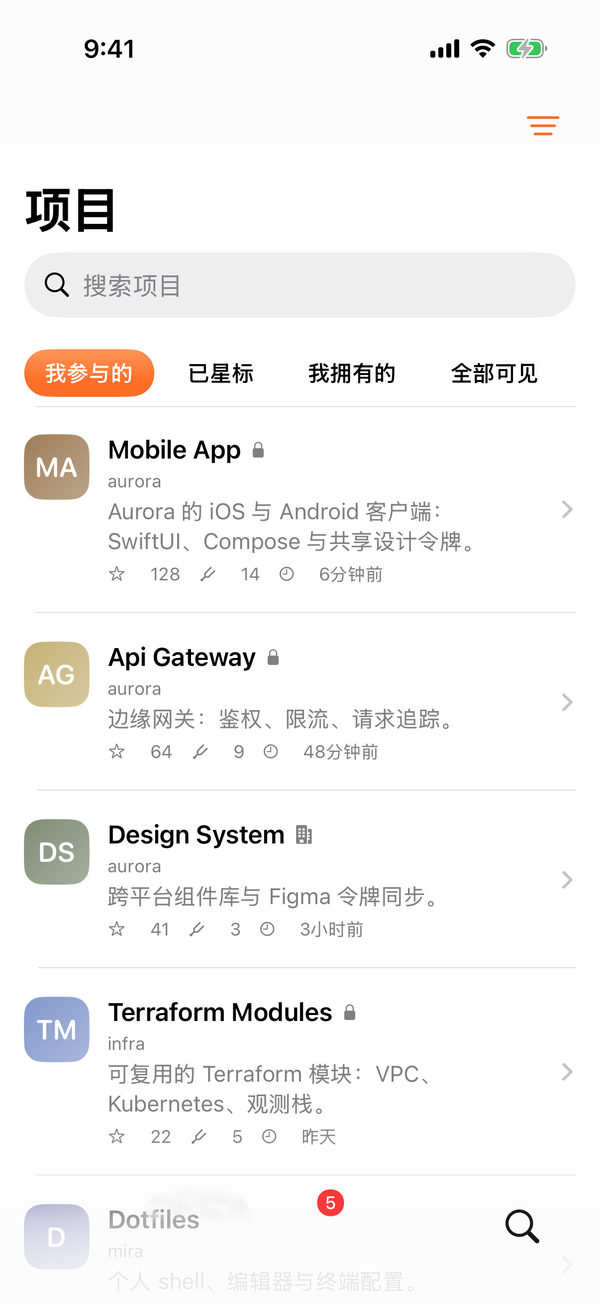 9:41
项目
搜索项目
我参与的 已星标 我拥有的 全部可见
MA
Mobile App
aurora
Aurora 的 iOS 与 Android 客户端：
SwiftUI、Compose 与共享设计令牌。
128 14 6分钟前
AG
Api Gateway
aurora
边缘网关：鉴权、限流、请求追踪。
64 9 48分钟前
DS
Design System
aurora
跨平台组件库与 Figma 令牌同步。
41 3 3小时前
TM
Terraform Modules
infra
可复用的 Terraform 模块：VPC、
Kubernetes、观测栈。
22 5 昨天
5
D
Dotfiles
mira
个人 shell、编辑器与终端配置。